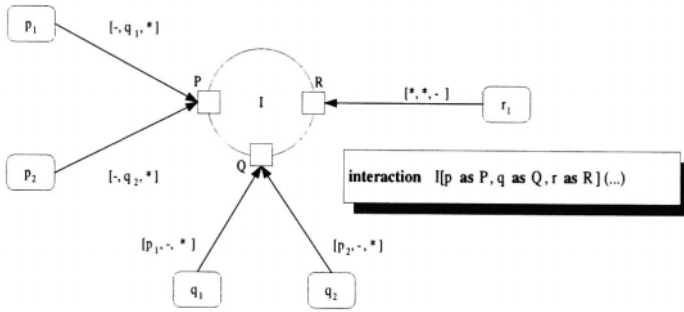 p1
[-, q1, *]
P
R
I
[*, *, -]
r1
p2
[-, q2, *]
Q
interaction I[p as P, q as Q, r as R] (...)
[p1, -, *]
[p2, -, *]
q1
q2